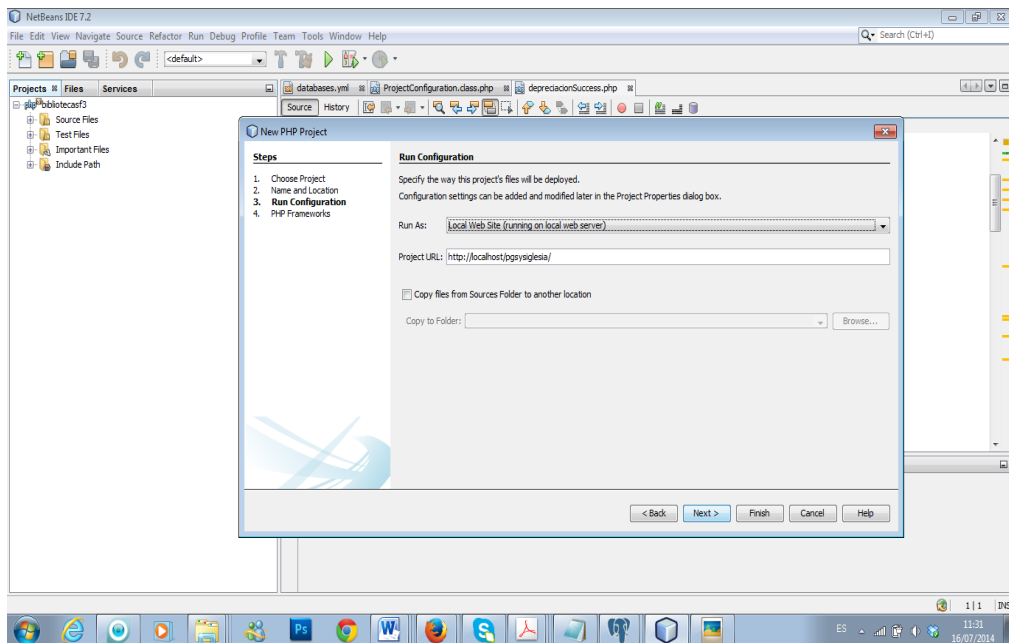 NetBeans IDE 7.2
File Edit View Navigate Source Refactor Run Debug Profile Team Tools Window Help
Search (Ctrl+I)
<default>
Projects Files Services
databases.yml ProjectConfiguration.class.php depreciacionSuccess.php
bibliotecasf3
Source History
Source Files
Test Files
Important Files
Include Path
New PHP Project
Steps
1. Choose Project
2. Name and Location
3. Run Configuration
4. PHP Frameworks
Run Configuration
Specify the way this project's files will be deployed.
Configuration settings can be added and modified later in the Project Properties dialog box.
Run As: Local Web Site (running on local web server)
Project URL: http://localhost/pgsysiglesia/
Copy files from Sources Folder to another location
Copy to Folder: Browse...
< Back Next > Finish Cancel Help
1|1 INS
Ps
ES 11:31
16/07/2014